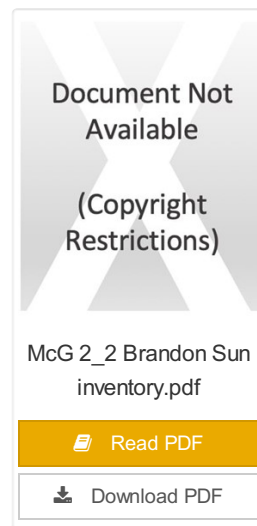 Document Not
Available
(Copyright
Restrictions)
McG 2_2 Brandon Sun
inventory.pdf
Read PDF
Download PDF